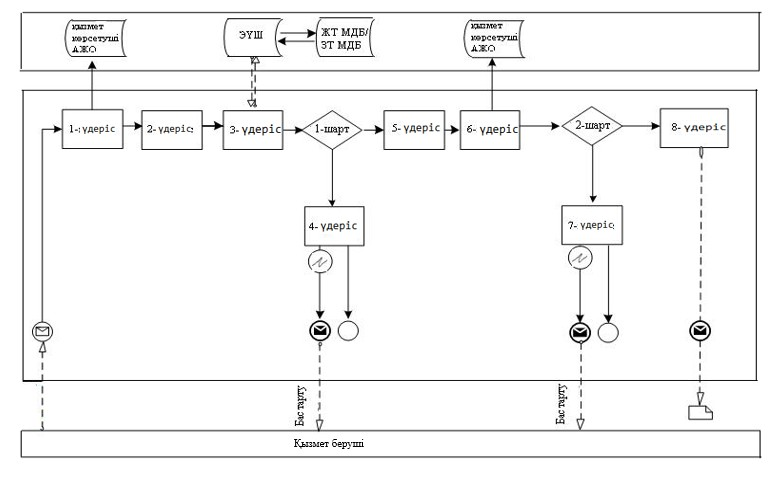 қызмет
көрсетуші
АЖО
ЭҮШ
ЖТ МДБ/
ЗТ МДБ
қызмет
көрсетуші
АЖО
1-:үдеріс
2-үдеріс:
3- үдеріс
1-шарт
5- үдеріс
6- үдеріс
2-шарт
8- үдеріс
4- үдеріс
7- үдеріс:
Бас тарту
Бас тарту
Қызмет беруші